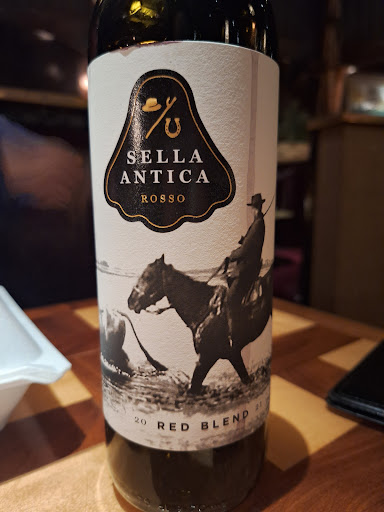 SELLA
ANTICA
ROSSO
20 RED BLEND